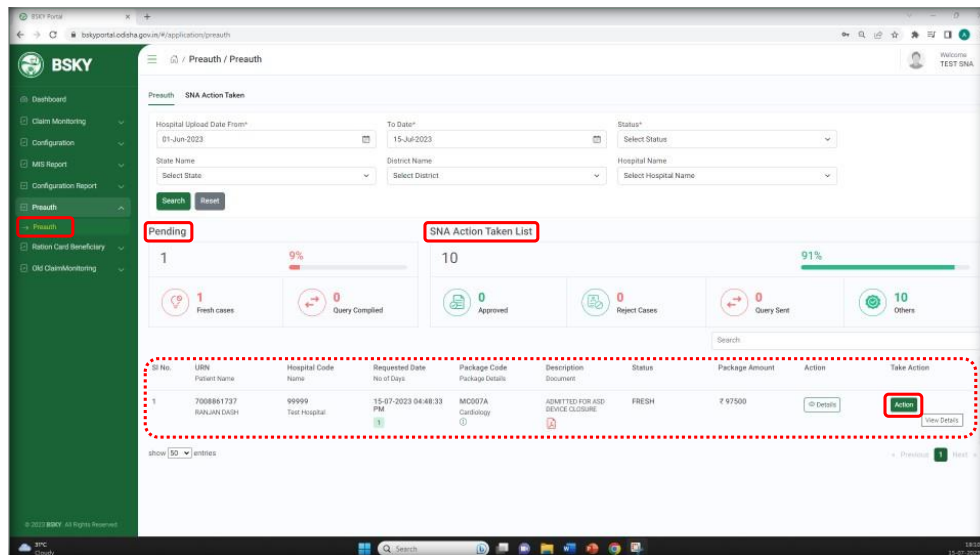 BSKY Portal
bskyportal.odisha.gov.in/#/application/preauth
BSKY
/ Preauth / Preauth
Welcome
TEST SNA
Dashboard
Claim Monitoring
Configuration
MIS Report
Configuration Report
Preauth
→ Preauth
Ration Card Beneficiary
Old ClaimMonitoring
Preauth SNA Action Taken
Hospital Upload Date From* To Date* Status*
01-Jun-2023 15-Jul-2023 Select Status
State Name District Name Hospital Name
Select State Select District Select Hospital Name
Search Reset
Pending SNA Action Taken List
1 9% 10 91%
1 0 0 0 0 10
Fresh cases Query Complied Approved Reject Cases Query Sent Others
Search
Sl No. URN Hospital Code Requested Date Package Code Description Status Package Amount Action Take Action
Patient Name Name No of Days. Package Details Document
1 7008861737 99999 15-07-2023 04:48:33 PM MC007A ADMITTED FOR ASD DEVICE CLOSURE FRESH ₹ 97500 Details Action
RANJAN DASH Test Hospital 1 Cardiology
View Details
show 50 entries
« Previous 1 Next »
© 2023 BSKY. All Rights Reserved.
31°C
Cloudy
Search